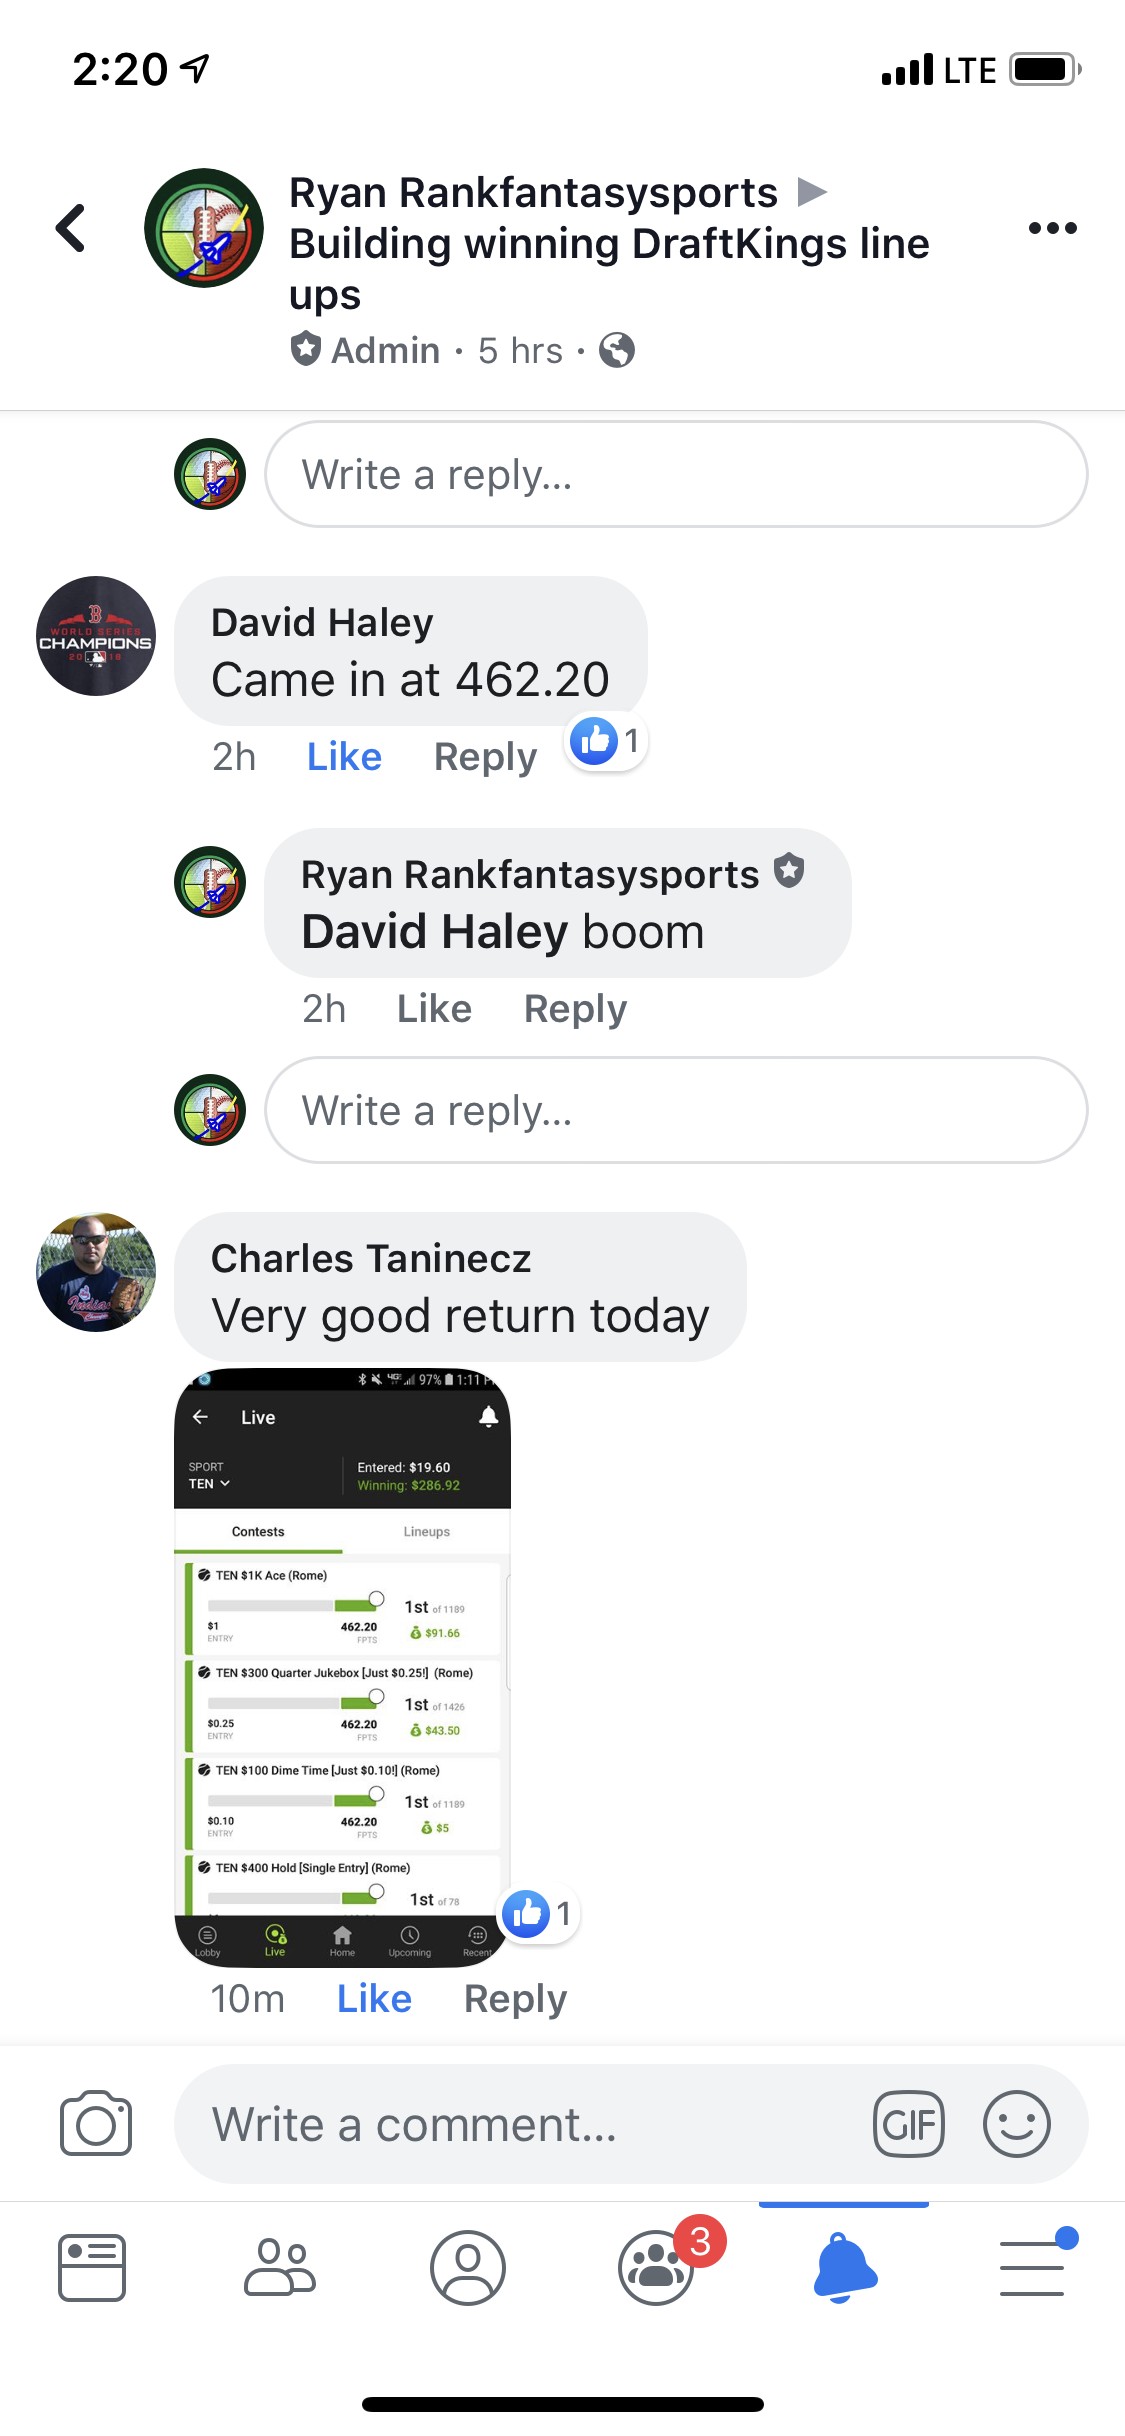 2:20
LTE
Ryan Rankfantasysports
Building winning DraftKings line
ups
Admin · 5 hrs ·
Write a reply...
B
WORLD SERIES
CHAMPIONS
2018
David Haley
Came in at 462.20
2h Like Reply 1
Ryan Rankfantasysports
David Haley boom
2h Like Reply
Write a reply...
Indians
Charles Taninecz
Very good return today
4G 97% 1:11
Live
SPORT
TEN
Entered: $19.60
Winning: $286.92
Contests Lineups
TEN $1K Ace (Rome)
1st of 1189
$1 462.20 $91.66
ENTRY FPTS
TEN $300 Quarter Jukebox [Just $0.25!] (Rome)
1st of 1426
$0.25 462.20 $43.50
ENTRY FPTS
TEN $100 Dime Time [Just $0.10!] (Rome)
1st of 1189
$0.10 462.20 $5
ENTRY FPTS
TEN $400 Hold [Single Entry] (Rome)
1st of 78
1
Lobby Live Home Upcoming Recent
10m Like Reply
Write a comment...
GIF
3